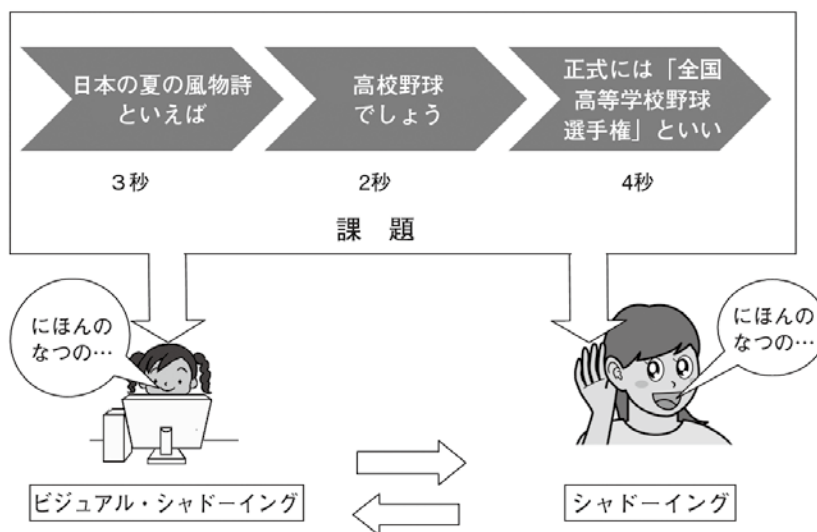 日本の夏の風物詩
といえば
高校野球
でしょう
正式には「全国
高等学校野球
選手権」といい
3秒
2秒
4秒
課 題
にほんの
なつの…
にほんの
なつの…
ビジュアル・シャドーイング
シャドーイング